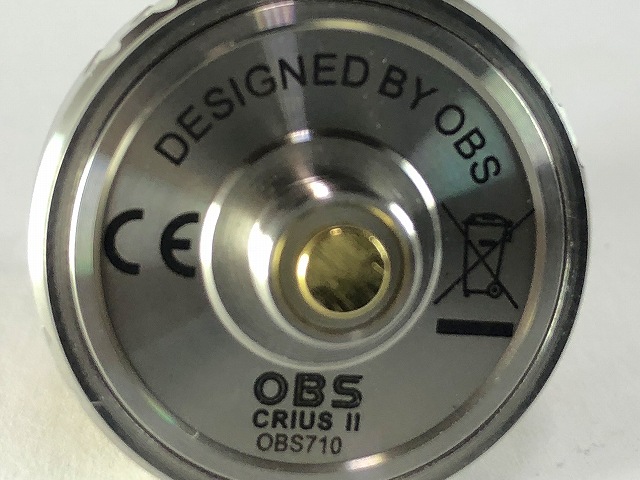 DESIGNED BY OBS
CE
OBS
CRIUS II
OBS710